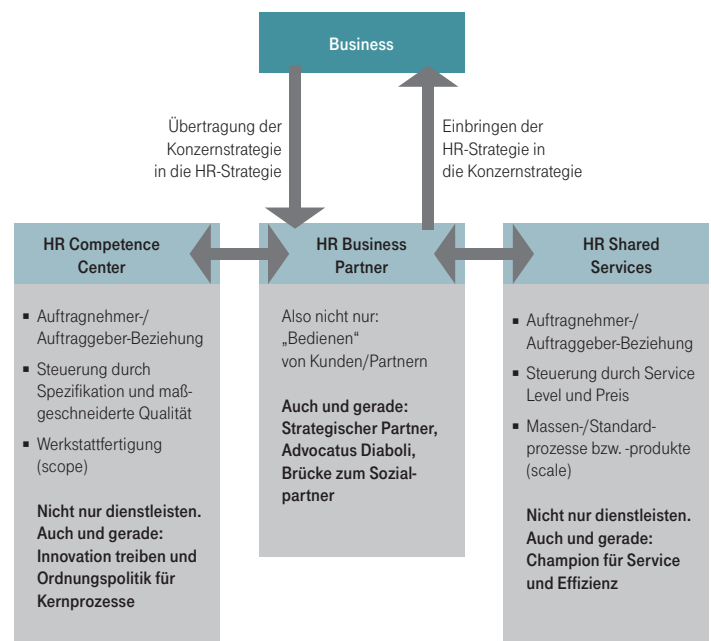 Business
Übertragung der
Konzernstrategie
in die HR-Strategie
Einbringen der
HR-Strategie in
die Konzernstrategie
HR Competence
Center
▪ Auftragnehmer-/
Auftraggeber-Beziehung
▪ Steuerung durch
Spezifikation und maß-
geschneiderte Qualität
▪ Werkstattfertigung
(scope)
Nicht nur dienstleisten.
Auch und gerade:
Innovation treiben und
Ordnungspolitik für
Kernprozesse
HR Business
Partner
Also nicht nur:
„Bedienen“
von Kunden/Partnern
Auch und gerade:
Strategischer Partner,
Advocatus Diaboli,
Brücke zum Sozial-
partner
HR Shared
Services
▪ Auftragnehmer-/
Auftraggeber-Beziehung
▪ Steuerung durch Service
Level und Preis
▪ Massen-/Standard-
prozesse bzw. -produkte
(scale)
Nicht nur dienstleisten.
Auch und gerade:
Champion für Service
und Effizienz